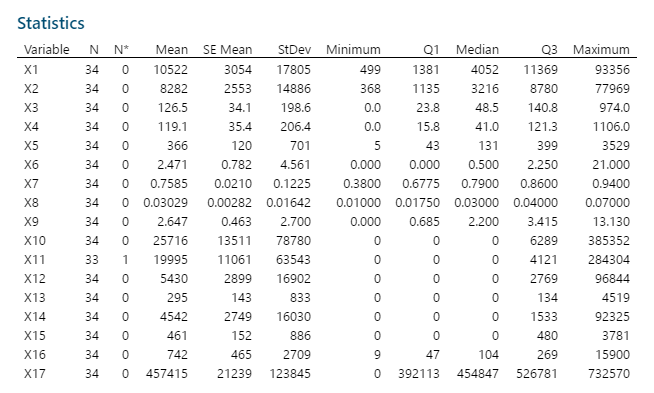 Statistics
Variable N N* Mean SE Mean StDev Minimum Q1 Median Q3 Maximum
X1 34 0 10522 3054 17805 499 1381 4052 11369 93356
X2 34 0 8282 2553 14886 368 1135 3216 8780 77969
X3 34 0 126.5 34.1 198.6 0.0 23.8 48.5 140.8 974.0
X4 34 0 119.1 35.4 206.4 0.0 15.8 41.0 121.3 1106.0
X5 34 0 366 120 701 5 43 131 399 3529
X6 34 0 2.471 0.782 4.561 0.000 0.000 0.500 2.250 21.000
X7 34 0 0.7585 0.0210 0.1225 0.3800 0.6775 0.7900 0.8600 0.9400
X8 34 0 0.03029 0.00282 0.01642 0.01000 0.01750 0.03000 0.04000 0.07000
X9 34 0 2.647 0.463 2.700 0.000 0.685 2.200 3.415 13.130
X10 34 0 25716 13511 78780 0 0 0 6289 385352
X11 33 1 19995 11061 63543 0 0 0 4121 284304
X12 34 0 5430 2899 16902 0 0 0 2769 96844
X13 34 0 295 143 833 0 0 0 134 4519
X14 34 0 4542 2749 16030 0 0 0 1533 92325
X15 34 0 461 152 886 0 0 0 480 3781
X16 34 0 742 465 2709 9 47 104 269 15900
X17 34 0 457415 21239 123845 0 392113 454847 526781 732570